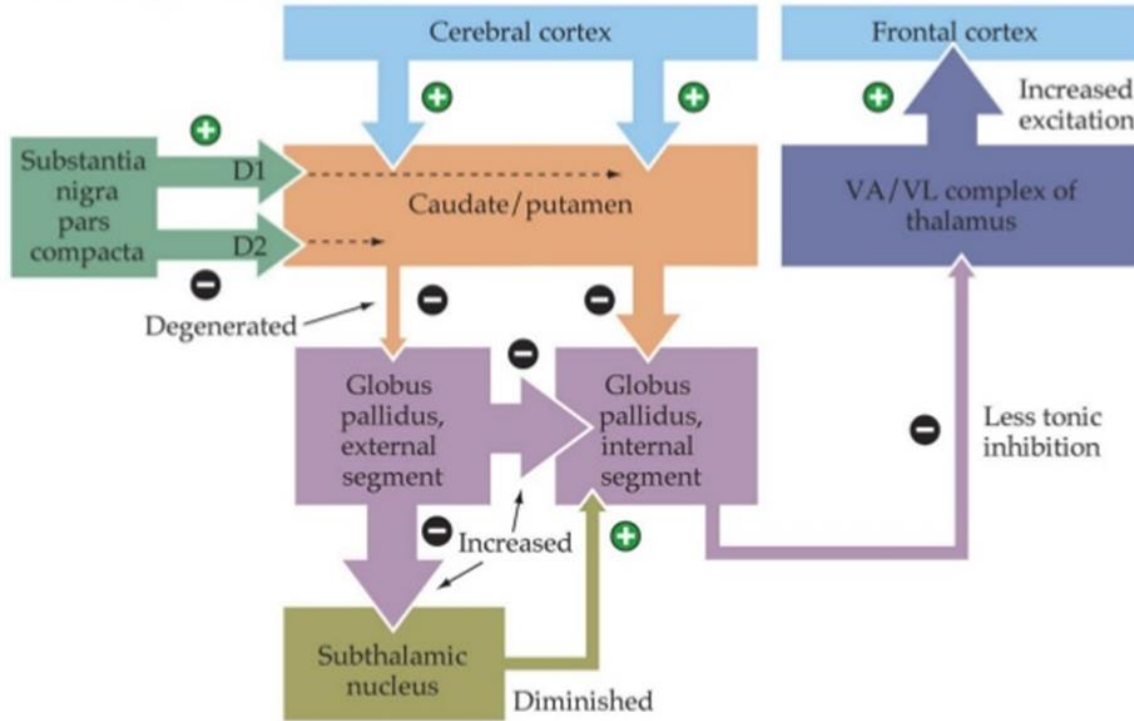 Cerebral cortex
Frontal cortex
Increased
excitation
Substantia
nigra
pars
compacta
D1
D2
Caudate/putamen
VA/VL complex of
thalamus
Degenerated
Globus
pallidus,
external
segment
Globus
pallidus,
internal
segment
Less tonic
inhibition
Increased
Subthalamic
nucleus
Diminished